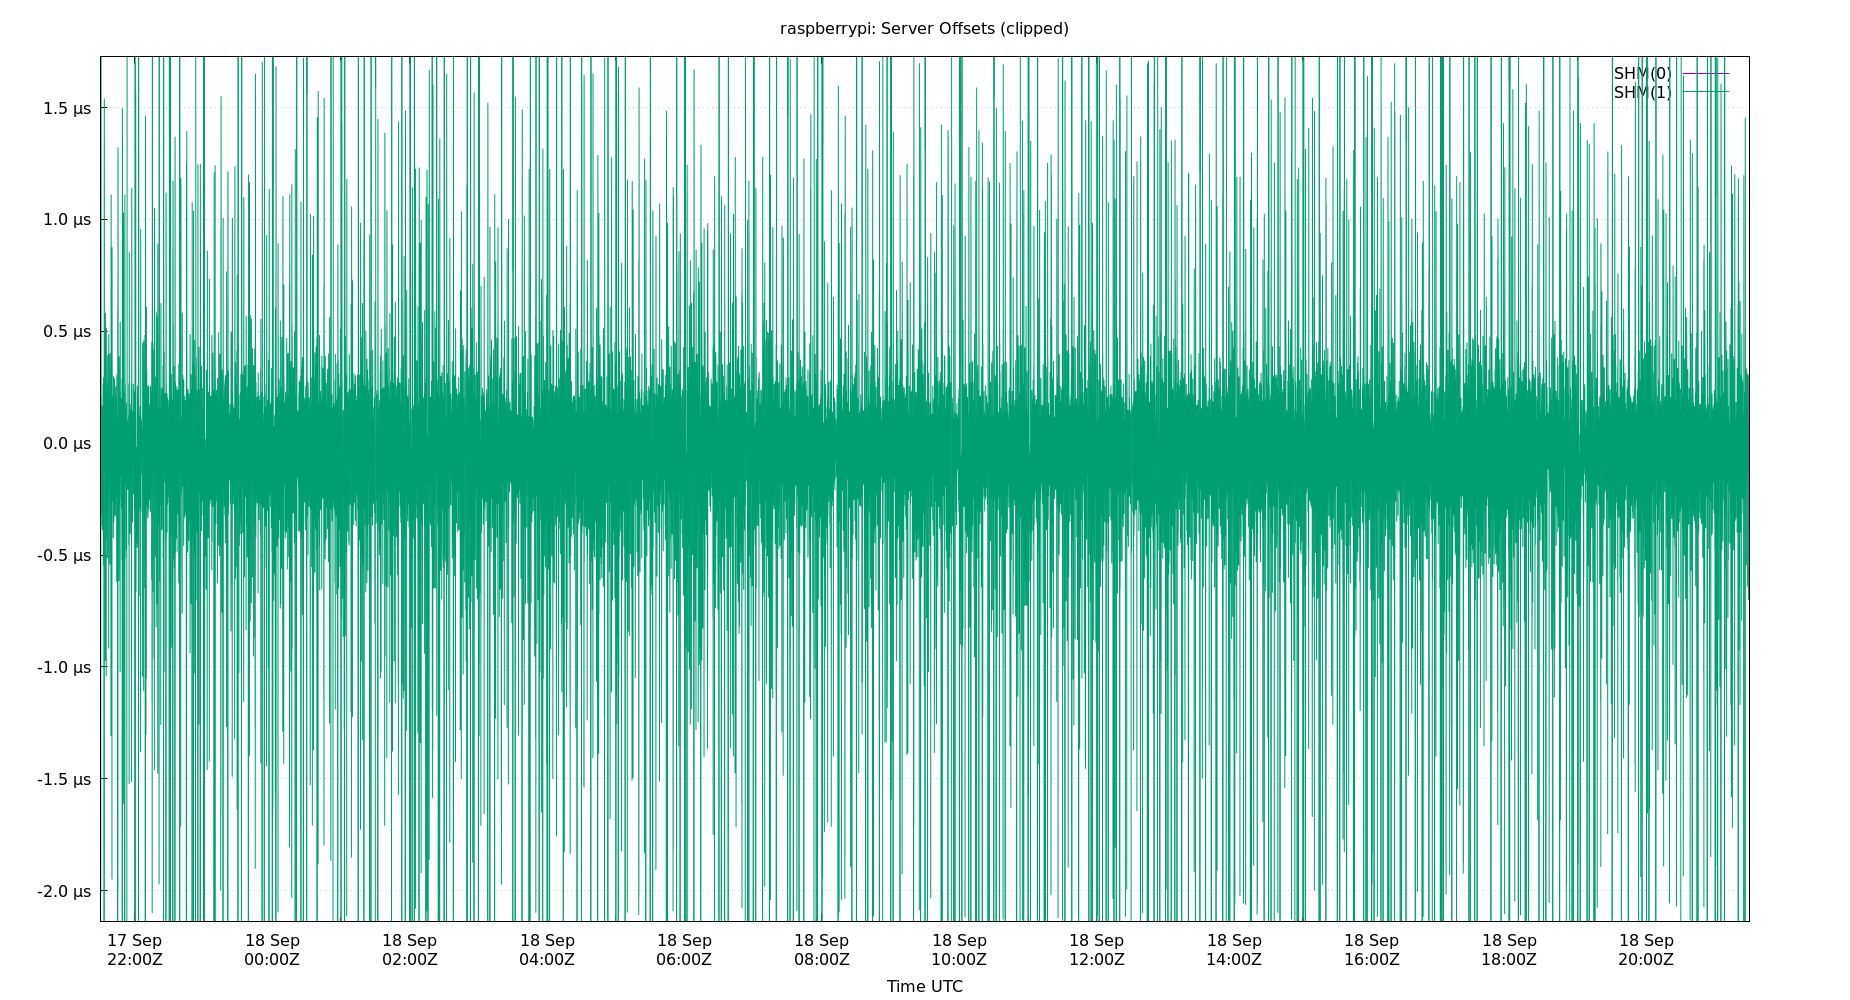 raspberrypi: Server Offsets (clipped)
SHM(0)
SHM(1)
1.5 µs
1.0 µs
0.5 µs
0.0 µs
-0.5 µs
-1.0 µs
-1.5 µs
-2.0 µs
17 Sep 18 Sep 18 Sep 18 Sep 18 Sep 18 Sep 18 Sep 18 Sep 18 Sep 18 Sep 18 Sep 18 Sep
22:00Z 00:00Z 02:00Z 04:00Z 06:00Z 08:00Z 10:00Z 12:00Z 14:00Z 16:00Z 18:00Z 20:00Z
Time UTC